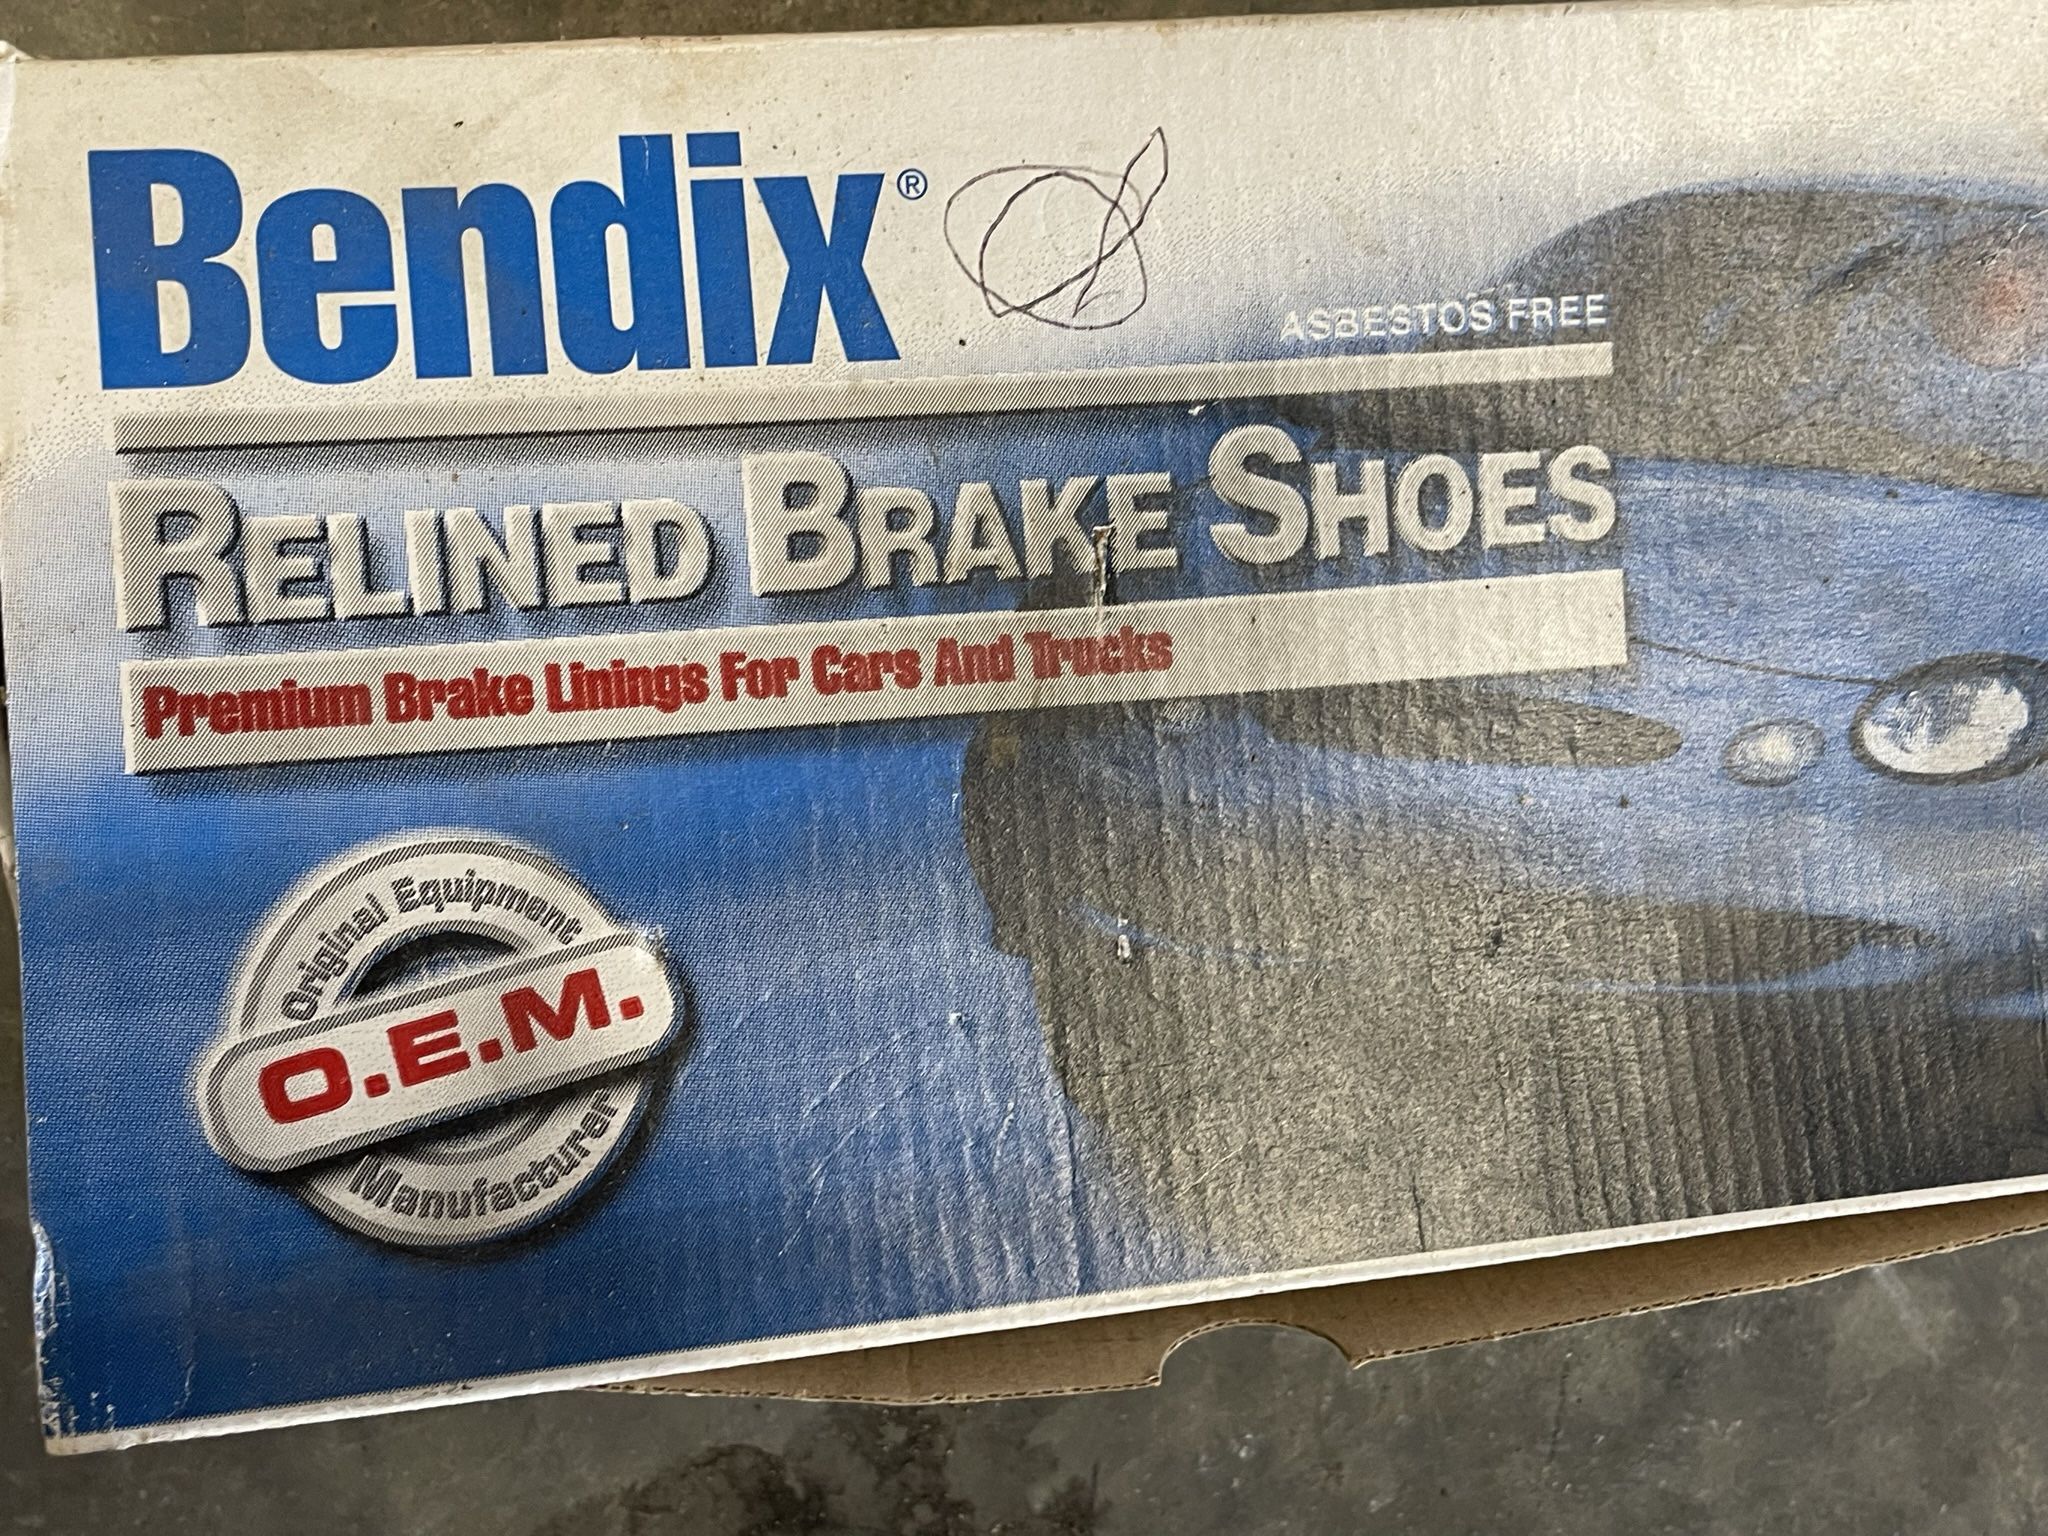 Bendix®
ASBESTOS FREE
RELINED BRAKE SHOES
Premium Brake Linings For Cars And Trucks
Original Equipment
O.E.M.
Manufacturer